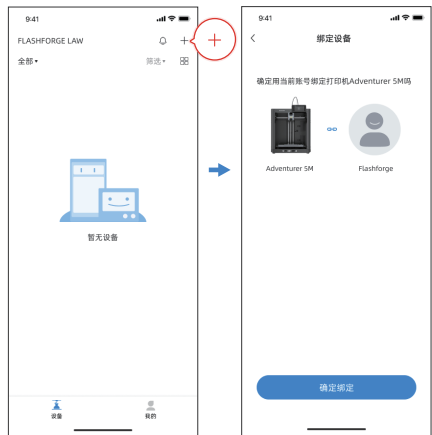 9:41
FLASHFORGE LAW
全部
筛选
暂无设备
设备
我的
9:41
绑定设备
确定用当前账号绑定打印机Adventurer 5M吗
Adventurer 5M
Flashforge
确定绑定